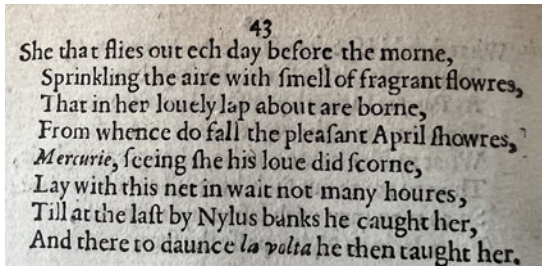 43
She that flies out ech day before the morne,
Sprinkling the aire with ſmell of fragrant flowres,
That in her louely lap about are borne,
From whence do fall the pleaſant April ſhowres,
Mercurie, ſeeing ſhe his loue did ſcorne,
Lay with this net in wait not many houres,
Till at the laſt by Nylus banks he caught her,
And there to daunce la volta he then taught her.